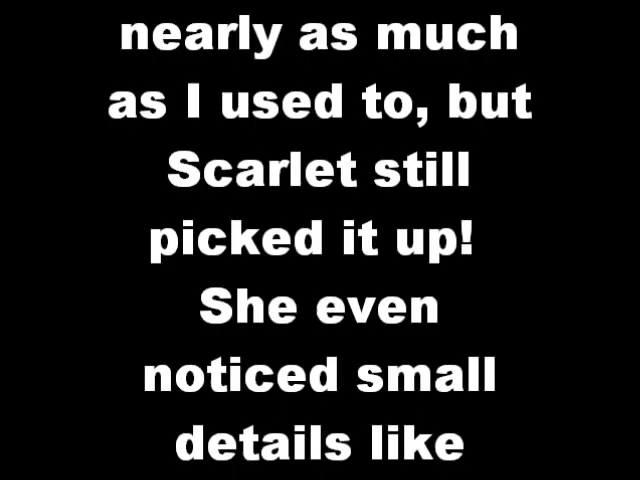 nearly as much
as I used to, but
Scarlet still
picked it up!
She even
noticed small
details like